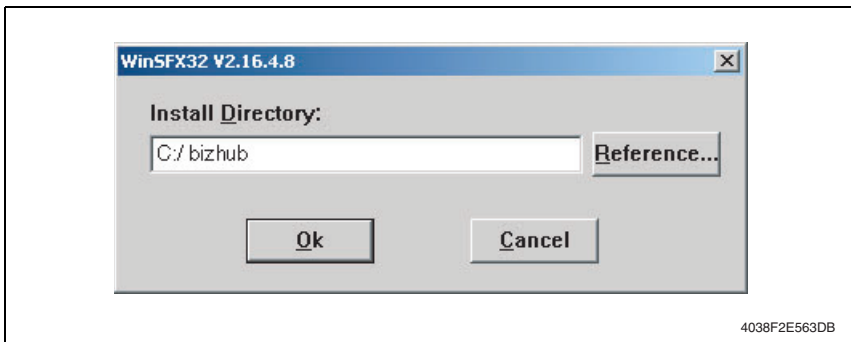 WinSFX32 V2.16.4.8
Install Directory:
C:/ bizhub
Reference...
Ok
Cancel
4038F2E563DB